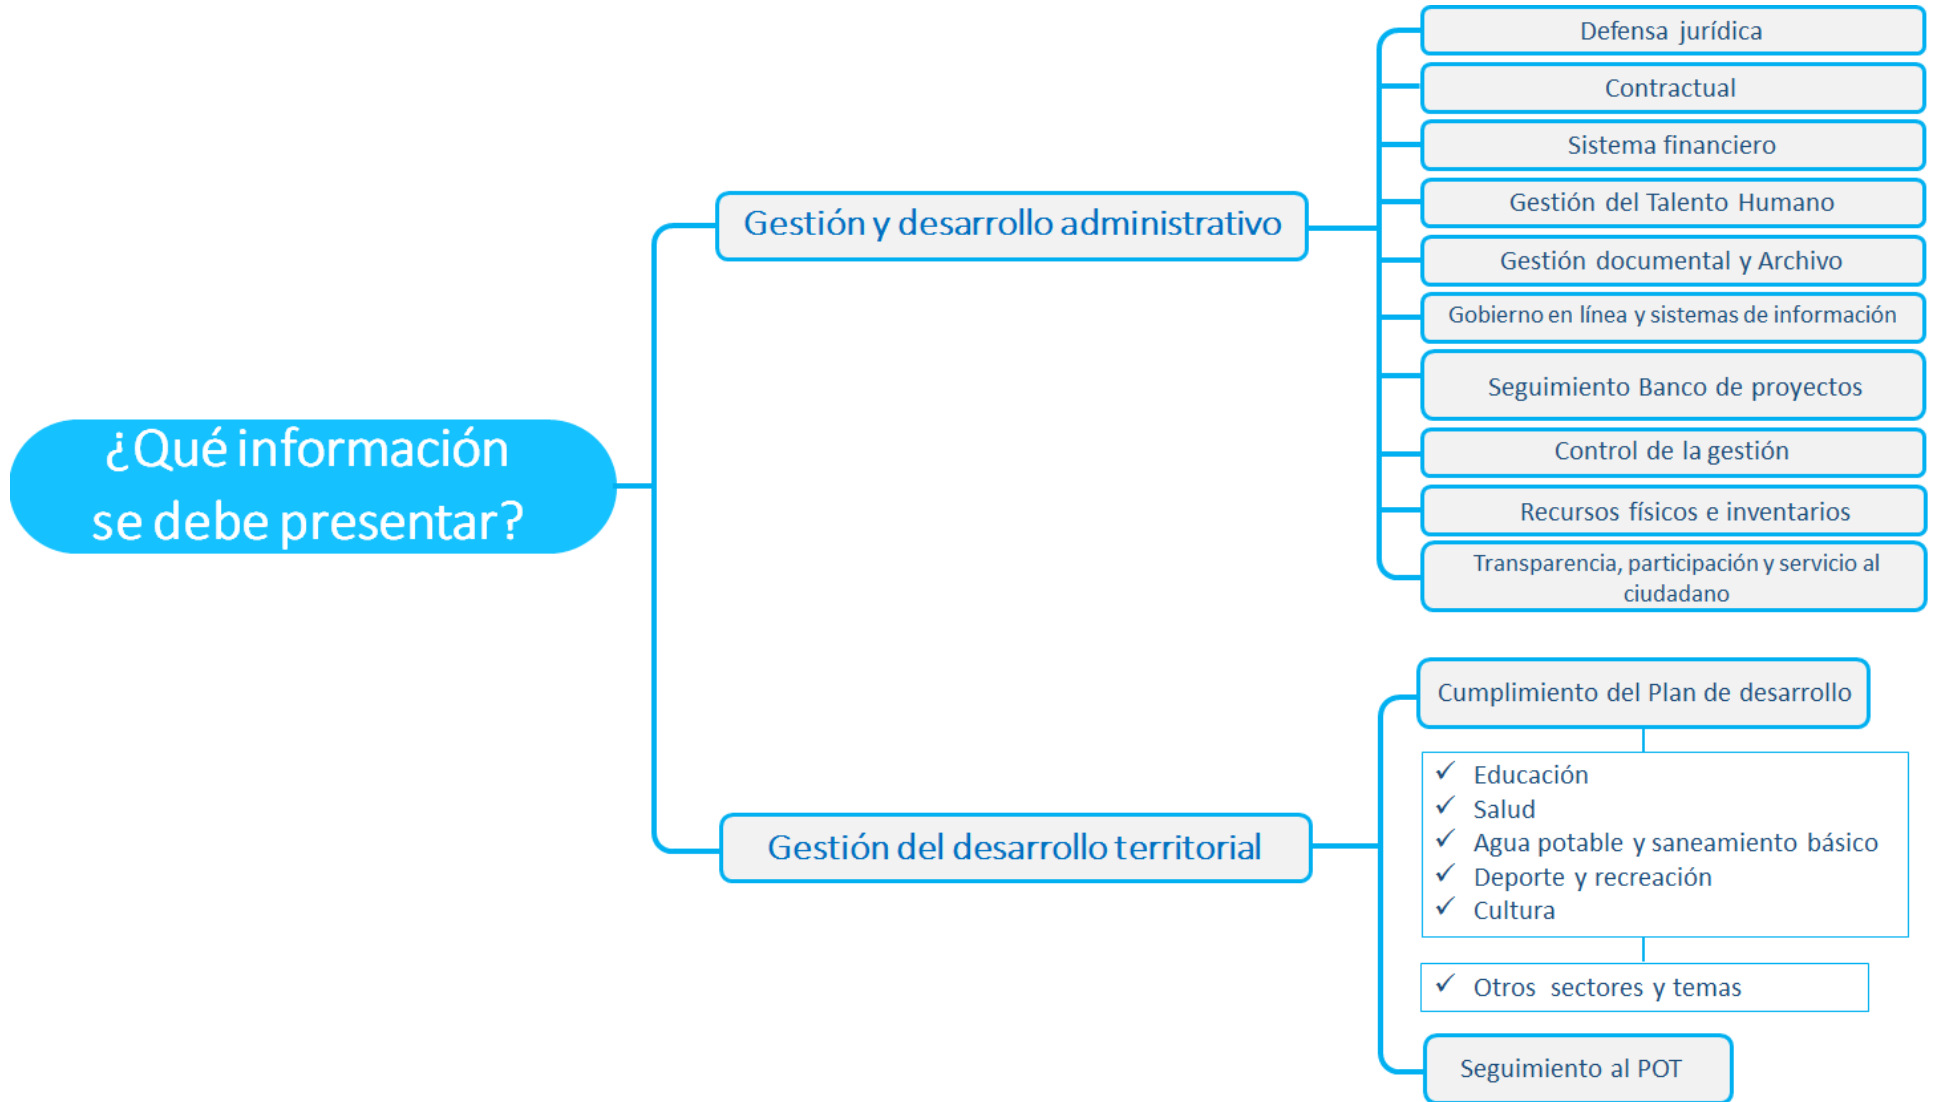 ¿Qué información
se debe presentar?
Gestión y desarrollo administrativo
Defensa jurídica
Contractual
Sistema financiero
Gestión del Talento Humano
Gestión documental y Archivo
Gobierno en línea y sistemas de información
Seguimiento Banco de proyectos
Control de la gestión
Recursos físicos e inventarios
Transparencia, participación y servicio al
ciudadano
Gestión del desarrollo territorial
Cumplimiento del Plan de desarrollo
✓ Educación
✓ Salud
✓ Agua potable y saneamiento básico
✓ Deporte y recreación
✓ Cultura
✓ Otros sectores y temas
Seguimiento al POT